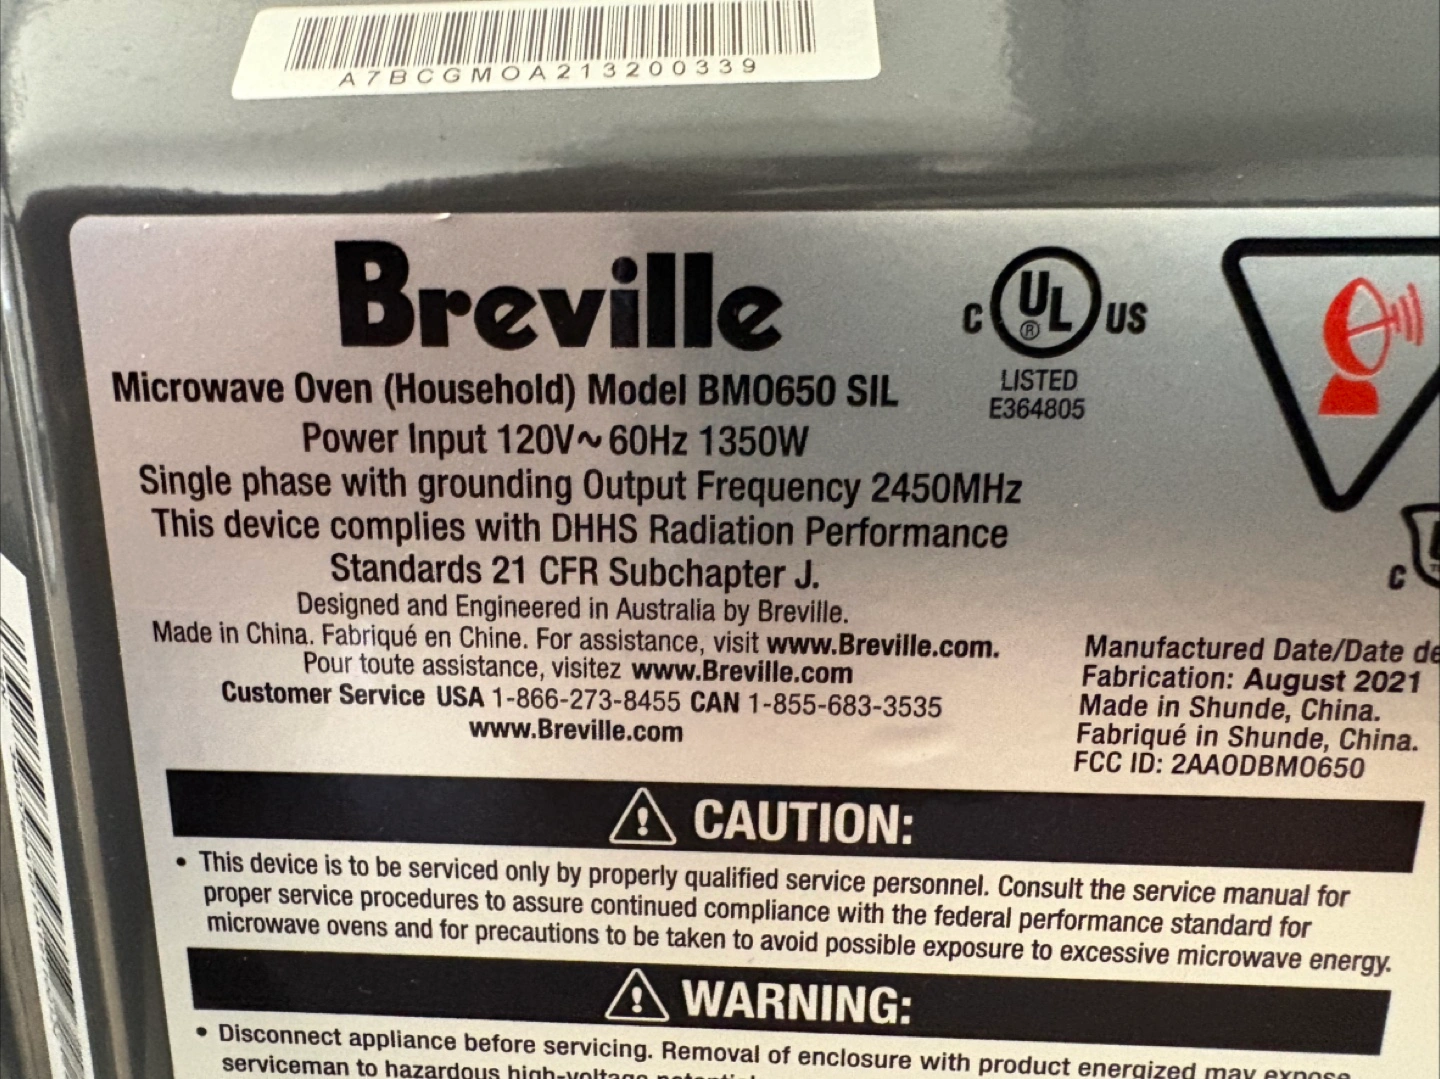 A7BCGMOA213200339
Breville
Microwave Oven (Household) Model BMO650 SIL
Power Input 120V~ 60Hz 1350W
Single phase with grounding Output Frequency 2450MHz
This device complies with DHHS Radiation Performance
Standards 21 CFR Subchapter J.
Designed and Engineered in Australia by Breville.
Made in China. Fabriqué en Chine. For assistance, visit www.Breville.com.
Pour toute assistance, visitez www.Breville.com
Customer Service USA 1-866-273-8455 CAN 1-855-683-3535
www.Breville.com
C UL ® US
LISTED
E364805
C
Manufactured Date/Date de
Fabrication: August 2021
Made in Shunde, China.
Fabriqué in Shunde, China.
FCC ID: 2AAODBMO650
CAUTION:
• This device is to be serviced only by properly qualified service personnel. Consult the service manual for
proper service procedures to assure continued compliance with the federal performance standard for
microwave ovens and for precautions to be taken to avoid possible exposure to excessive microwave energy.
WARNING:
• Disconnect appliance before servicing. Removal of enclosure with product energized may expose
serviceman to hazardous high-voltage